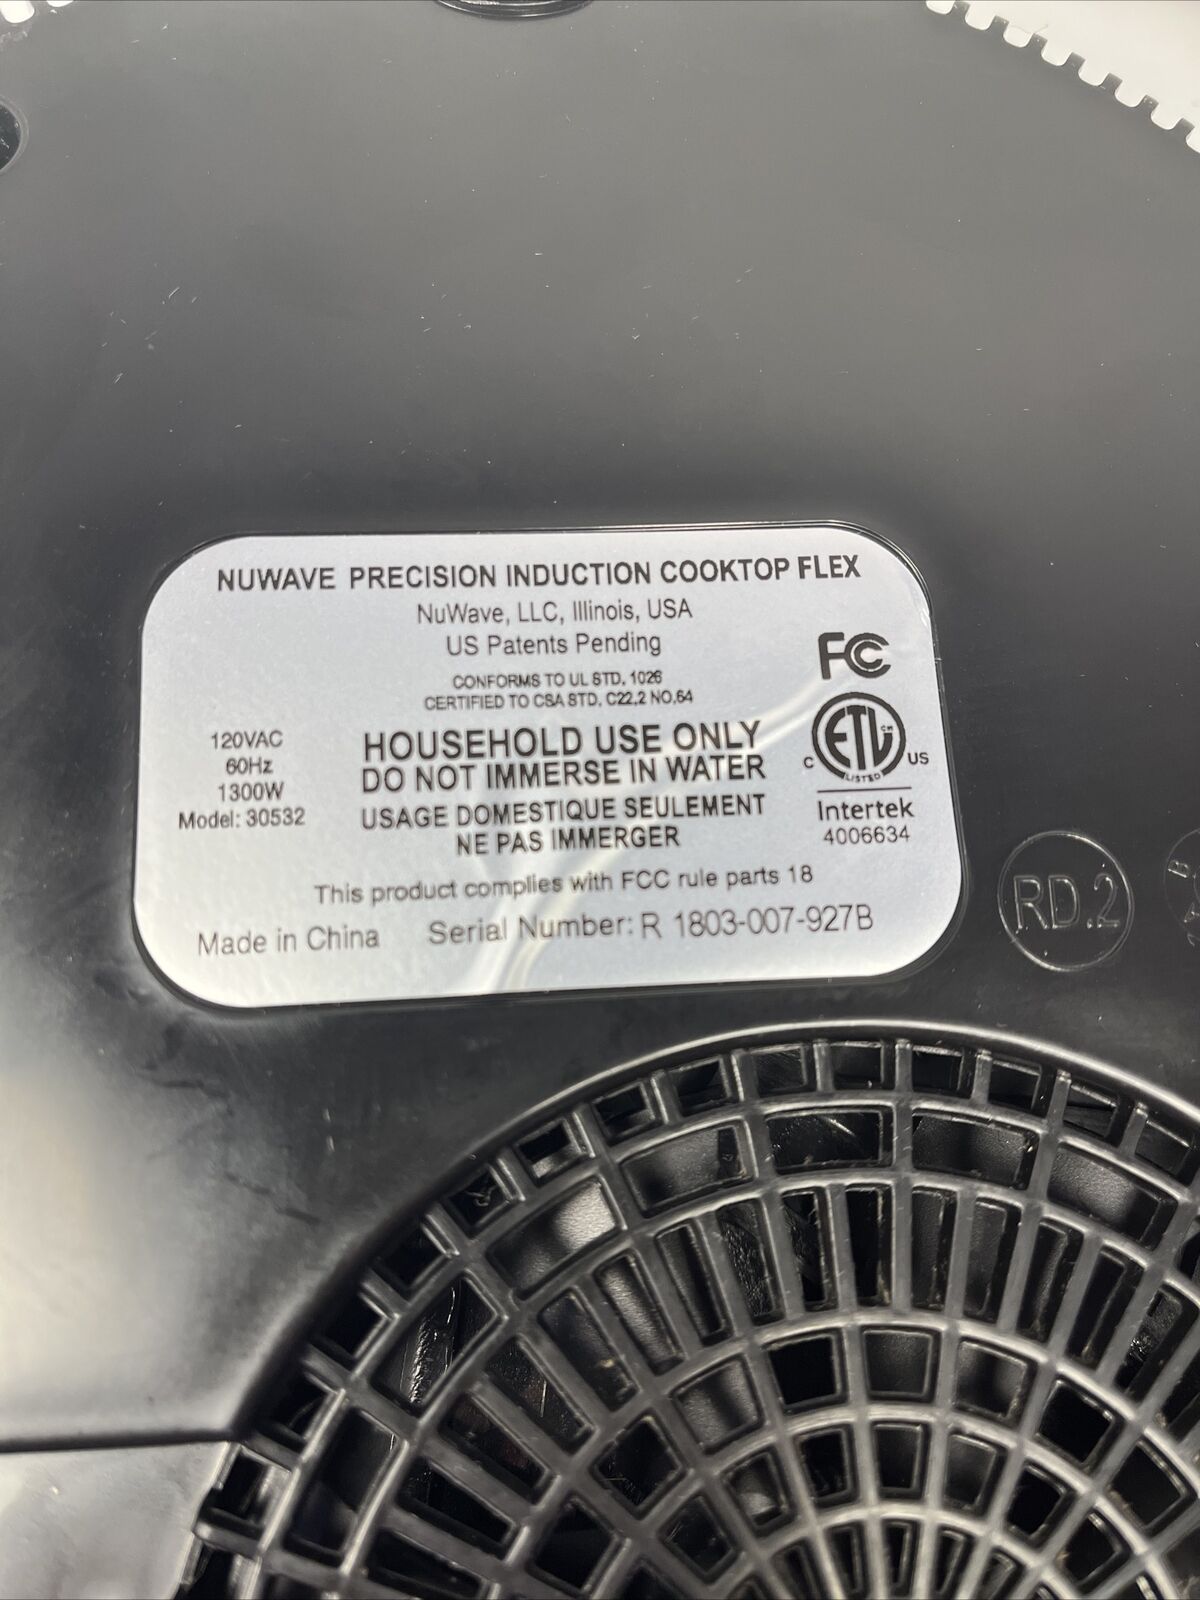 NUWAVE PRECISION INDUCTION COOKTOP FLEX
NuWave, LLC, Illinois, USA
US Patents Pending
CONFORMS TO UL STD. 1026
CERTIFIED TO CSA STD. C22.2 NO.64
FC
120VAC
60Hz
1300W
Model: 30532
HOUSEHOLD USE ONLY
DO NOT IMMERSE IN WATER
USAGE DOMESTIQUE SEULEMENT
NE PAS IMMERGER
ETL CM
LISTED
C US
Intertek
4006634
This product complies with FCC rule parts 18
Made in China Serial Number: R 1803-007-927B
RD.2
B